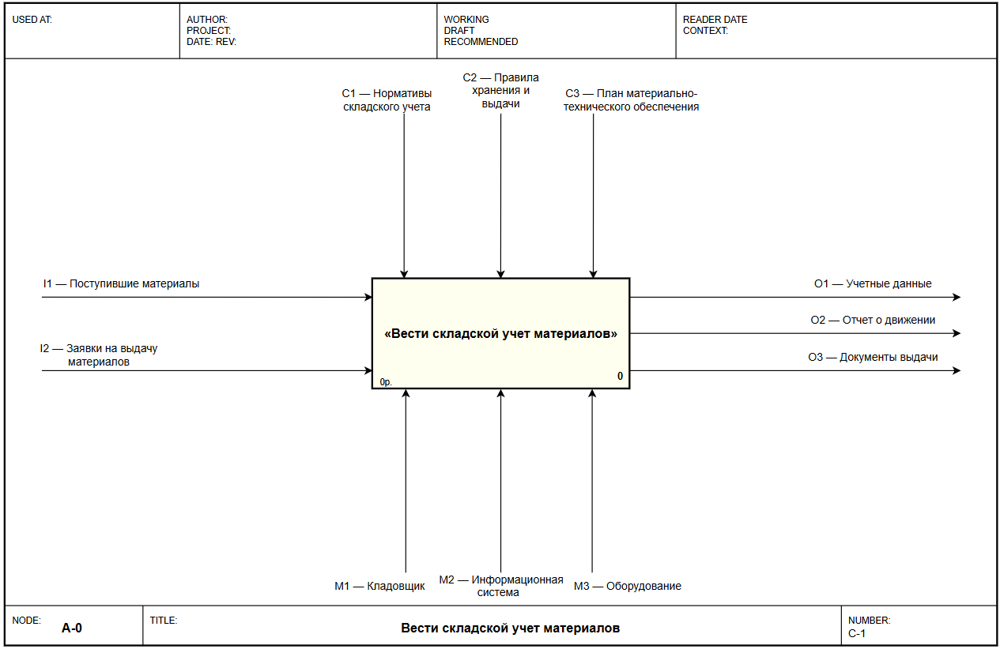 USED AT:
AUTHOR:
PROJECT:
DATE: REV:
WORKING
DRAFT
RECOMMENDED
READER DATE
CONTEXT:
C1 — Нормативы
складского учета
C2 — Правила
хранения и
выдачи
C3 — План материально-
технического обеспечения
I1 — Поступившие материалы
I2 — Заявки на выдачу
материалов
«Вести складской учет материалов»
0р.
0
O1 — Учетные данные
O2 — Отчет о движении
O3 — Документы выдачи
M1 — Кладовщик
M2 — Информационная
система
M3 — Оборудование
NODE:
A-0
TITLE:
Вести складской учет материалов
NUMBER:
C-1